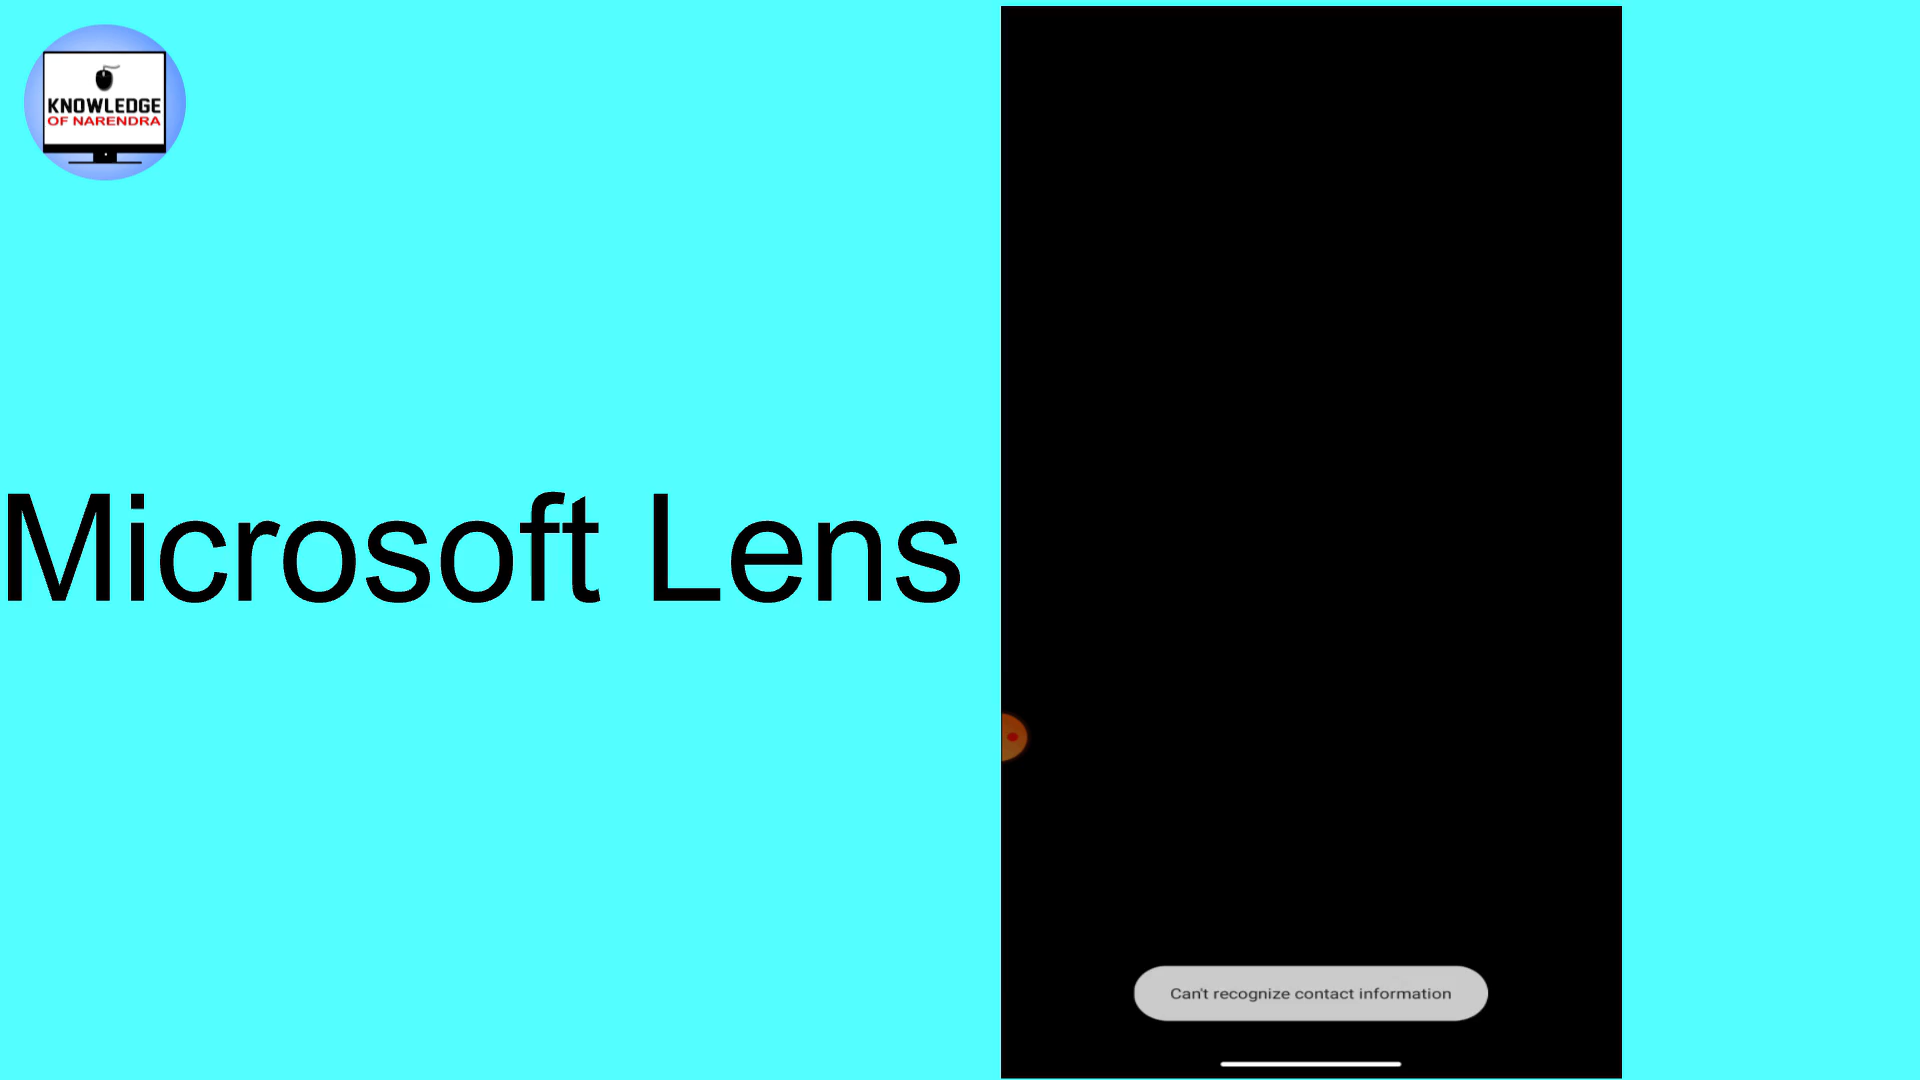 KNOWLEDGE
OF NARENDRA
Microsoft Lens
Can't recognize contact information